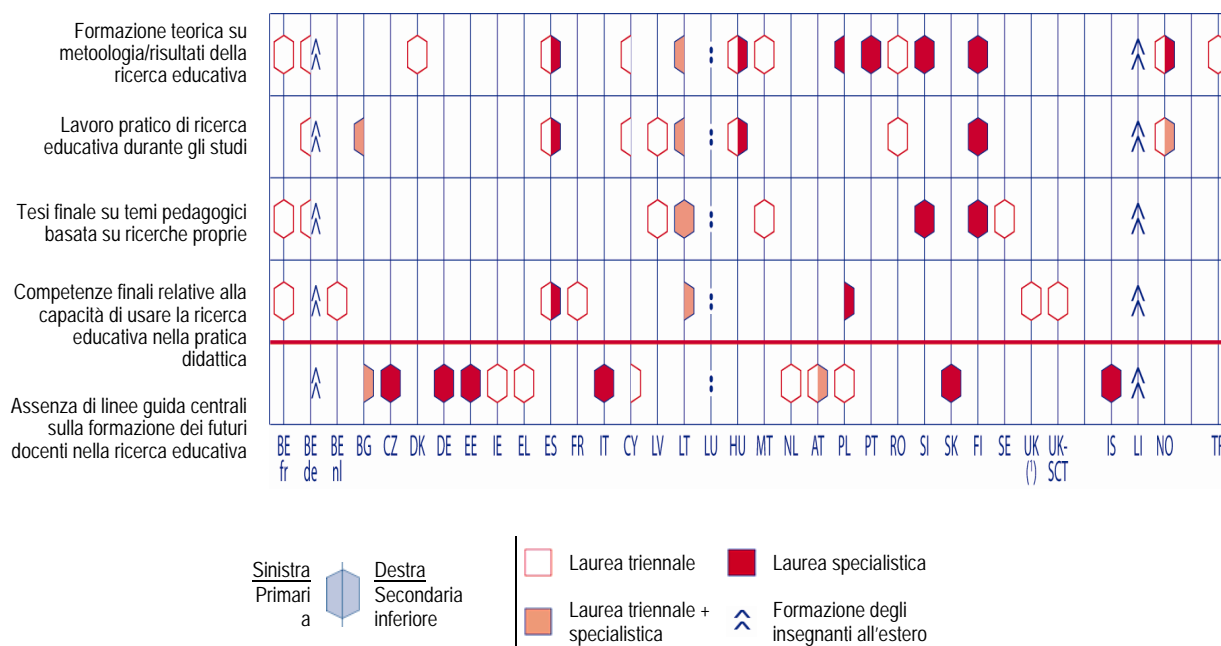 Formazione teorica su
metoologia/risultati della
ricerca educativa
Lavoro pratico di ricerca
educativa durante gli studi
Tesi finale su temi pedagogici
basata su ricerche proprie
Competenze finali relative alla
capacità di usare la ricerca
educativa nella pratica
didattica
Assenza di linee guida centrali
sulla formazione dei futuri
docenti nella ricerca educativa
BE BE BE BG CZ DK DE EE IE EL ES FR IT CY LV LT LU HU MT NL AT PL PT RO SI SK FI SE UK UK- IS LI NO TR
fr de nl (¹) SCT
Sinistra
Primari
a
Destra
Secondaria
inferiore
Laurea triennale
Laurea specialistica
Laurea triennale +
specialistica
Formazione degli
insegnanti all'estero